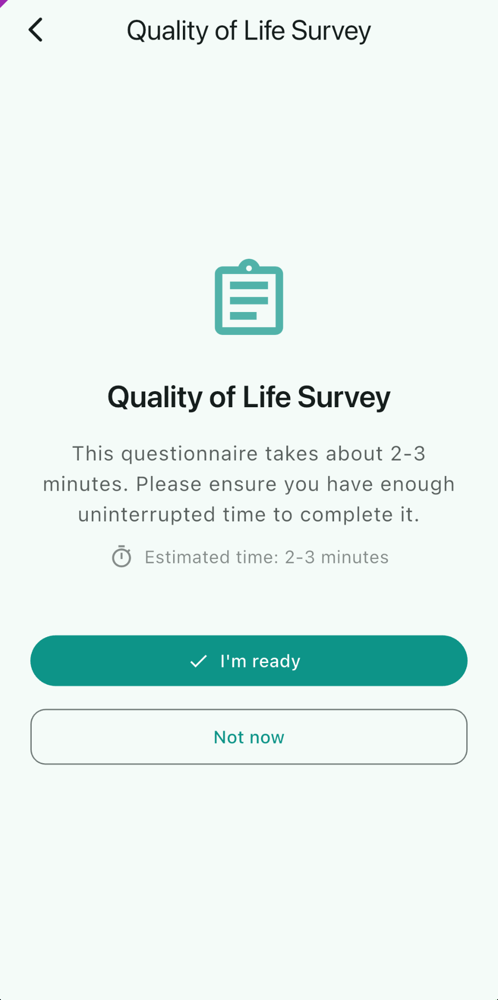 Quality of Life Survey
Quality of Life Survey
This questionnaire takes about 2-3
minutes. Please ensure you have enough
uninterrupted time to complete it.
Estimated time: 2-3 minutes
I'm ready
Not now